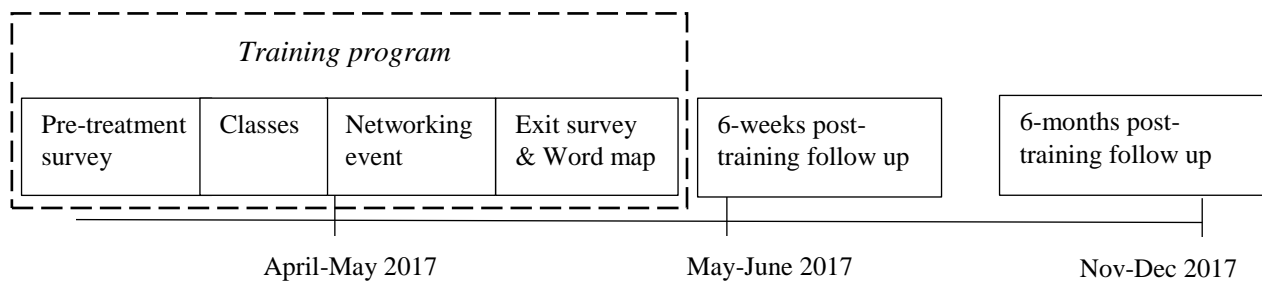 Training program
Pre-treatment
survey
Classes
Networking
event
Exit survey
& Word map
6-weeks post-
training follow up
6-months post-
training follow up
April-May 2017
May-June 2017
Nov-Dec 2017